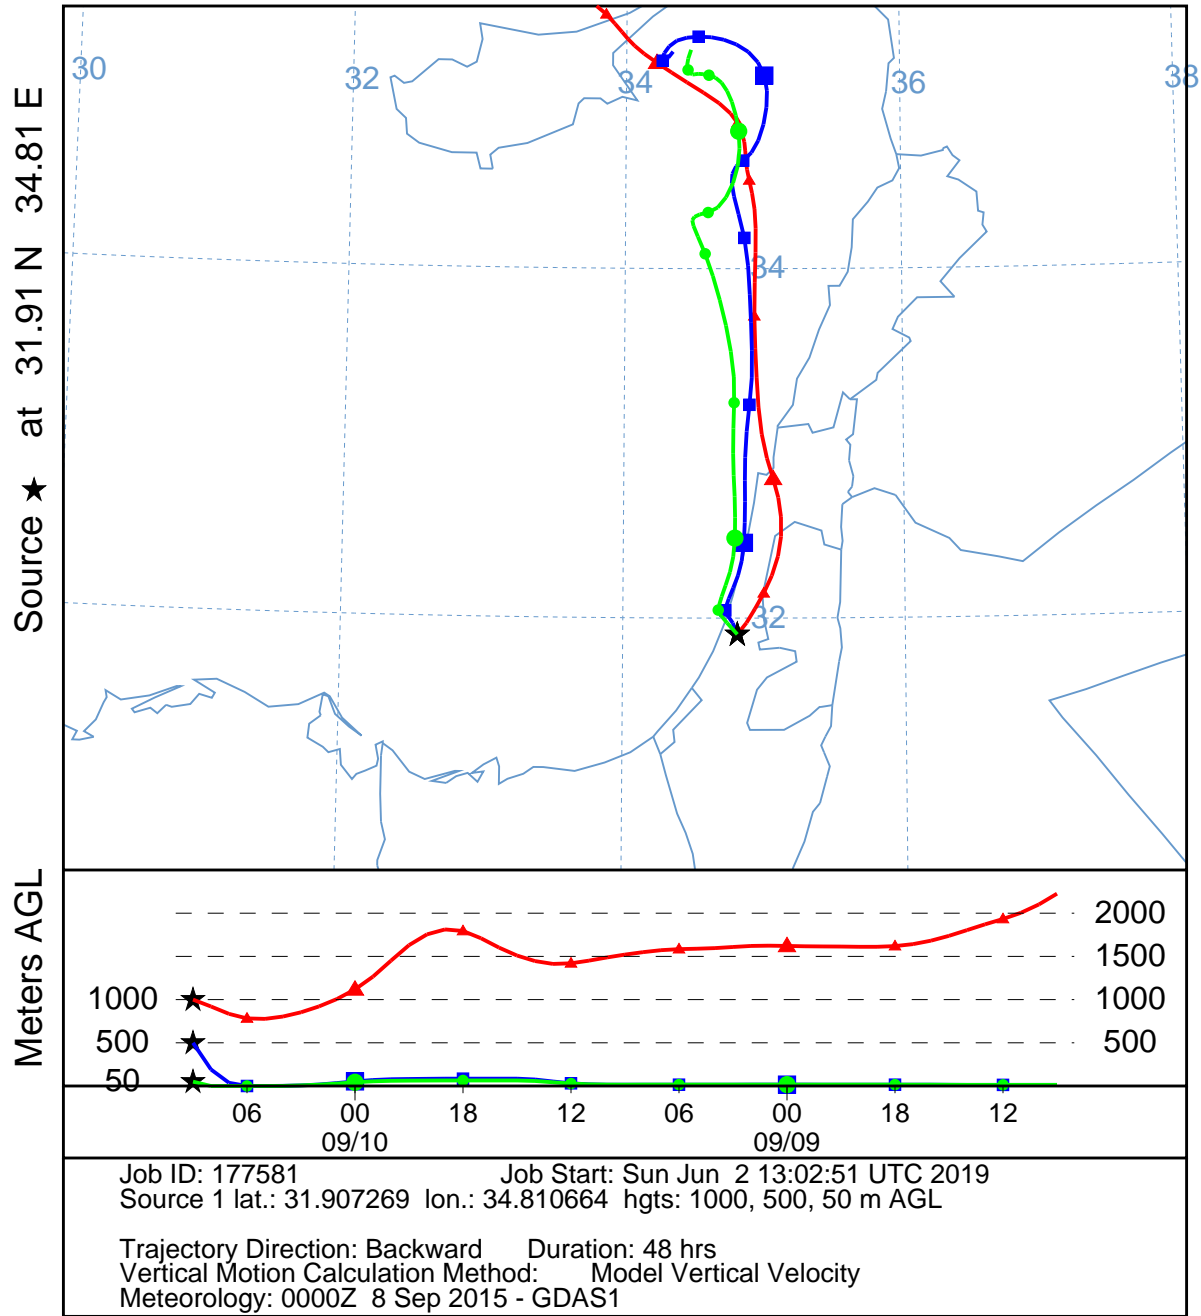 Source ★ at 31.91 N 34.81 E
30
32
34
36
38
34
32
Meters AGL
2000
1500
1000
1000
500
500
50
06 00 18 12 06 00 18 12
09/10 09/09
Job ID: 177581 Job Start: Sun Jun 2 13:02:51 UTC 2019
Source 1 lat.: 31.907269 lon.: 34.810664 hgts: 1000, 500, 50 m AGL
Trajectory Direction: Backward Duration: 48 hrs
Vertical Motion Calculation Method: Model Vertical Velocity
Meteorology: 0000Z 8 Sep 2015 - GDAS1